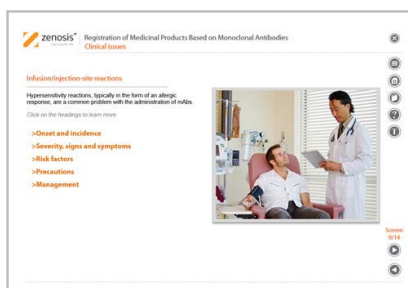 zenosis
Registration of Medicinal Products Based on Monoclonal Antibodies
Clinical issues
Infusion/injection-site reactions
Hypersensitivity reactions, typically in the form of an allergic
response, are a common problem with the administration of mAbs.
Click on the headings to learn more.
>Onset and incidence
>Severity, signs and symptoms
>Risk factors
>Precautions
>Management
Screen
9/14